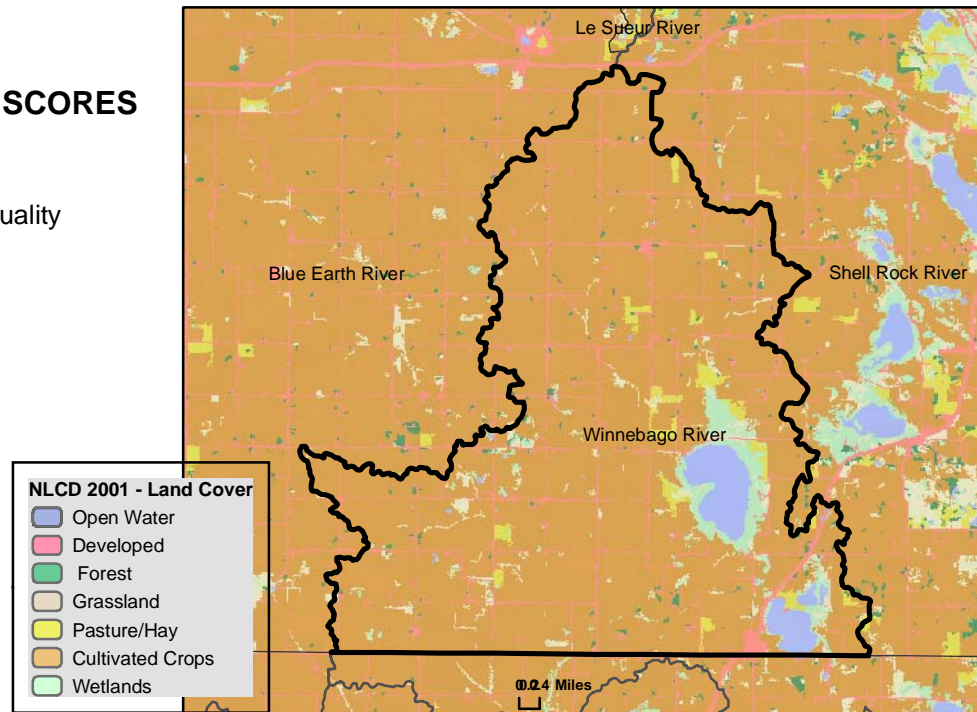 SCORES
uality
Le Sueur River
Blue Earth River
Shell Rock River
Winnebago River
NLCD 2001 - Land Cover
Open Water
Developed
Forest
Grassland
Pasture/Hay
Cultivated Crops
Wetlands
Miles